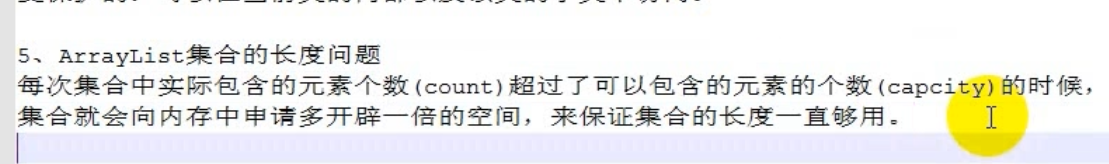 5、ArrayList集合的长度问题
每次集合中实际包含的元素个数(count)超过了可以包含的元素的个数(capcity)的时候，
集合就会向内存中申请多开辟一倍的空间，来保证集合的长度一直够用。